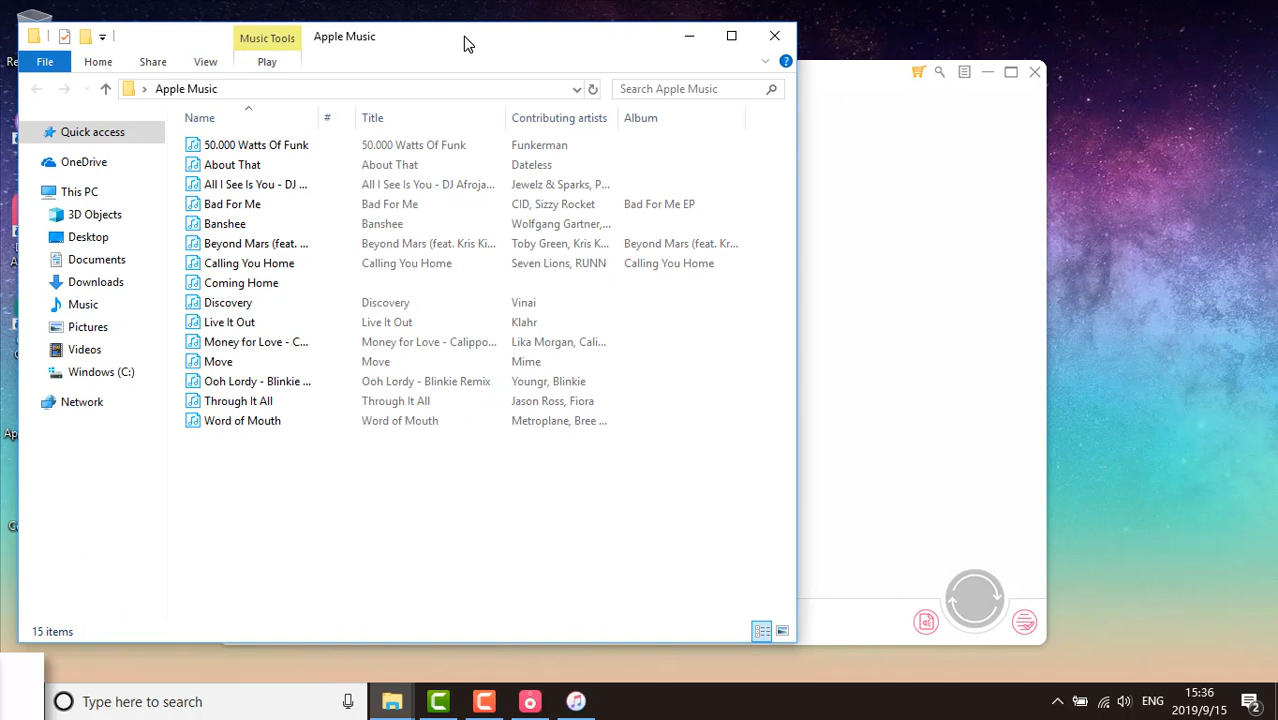 Music Tools Apple Music
File Home Share View Play
Apple Music Search Apple Music
Name # Title Contributing artists Album
Quick access
OneDrive
This PC
3D Objects
Desktop
Documents
Downloads
Music
Pictures
Videos
Windows (C:)
Network
50.000 Watts Of Funk 50.000 Watts Of Funk Funkerman
About That About That Dateless
All I See Is You - DJ ... All I See Is You - DJ Afroja... Jewelz & Sparks, P...
Bad For Me Bad For Me CID, Sizzy Rocket Bad For Me EP
Banshee Banshee Wolfgang Gartner,...
Beyond Mars (feat. ... Beyond Mars (feat. Kris Ki... Toby Green, Kris K... Beyond Mars (feat. Kr...
Calling You Home Calling You Home Seven Lions, RUNN Calling You Home
Coming Home
Discovery Discovery Vinai
Live It Out Live It Out Klahr
Money for Love - C... Money for Love - Calippo... Lika Morgan, Cali...
Move Move Mime
Ooh Lordy - Blinkie ... Ooh Lordy - Blinkie Remix Youngr, Blinkie
Through It All Through It All Jason Ross, Fiora
Word of Mouth Word of Mouth Metroplane, Bree ...
15 items
Type here to search ENG 15:36
2019/9/15
2